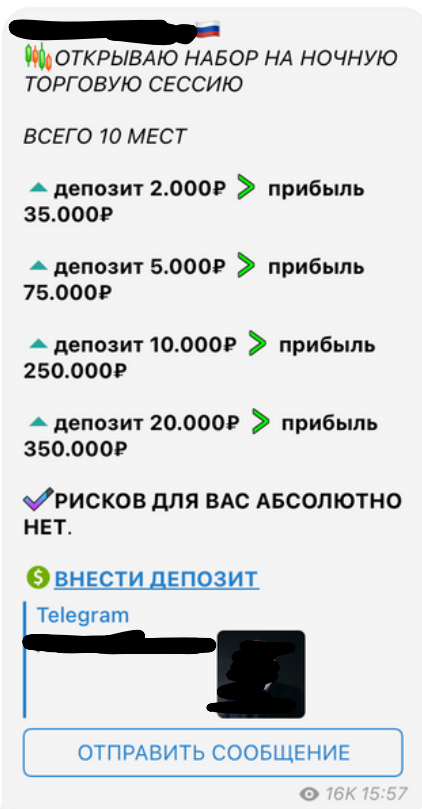 ОТКРЫВАЮ НАБОР НА НОЧНУЮ
ТОРГОВУЮ СЕССИЮ
ВСЕГО 10 МЕСТ
депозит 2.000₽ > прибыль
35.000₽
депозит 5.000₽ > прибыль
75.000₽
депозит 10.000₽ > прибыль
250.000₽
депозит 20.000₽ > прибыль
350.000₽
РИСКОВ ДЛЯ ВАС АБСОЛЮТНО
НЕТ.
ВНЕСТИ ДЕПОЗИТ
Telegram
ОТПРАВИТЬ СООБЩЕНИЕ
16K 15:57